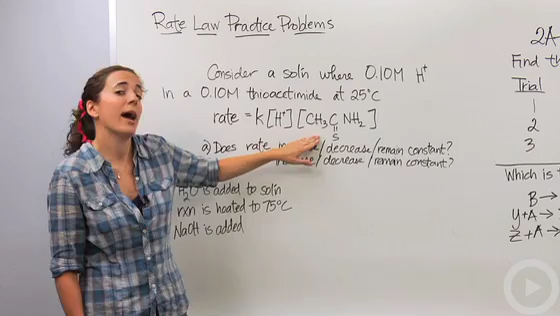 Rate Law Practice Problems
Consider a sol'n where 0.10M H⁺
in a 0.10M thioacetimide at 25°C
rate = k[H⁺][CH₃CNH₂]
S
a) Does rate /decrease/remain constant?
/decrease/remain constant?
H₂O is added to sol'n
rxn is heated to 75°C
NaOH is added
2A
Find th
Trial
1
2
3
Which is
B→
y+A→
z+A→